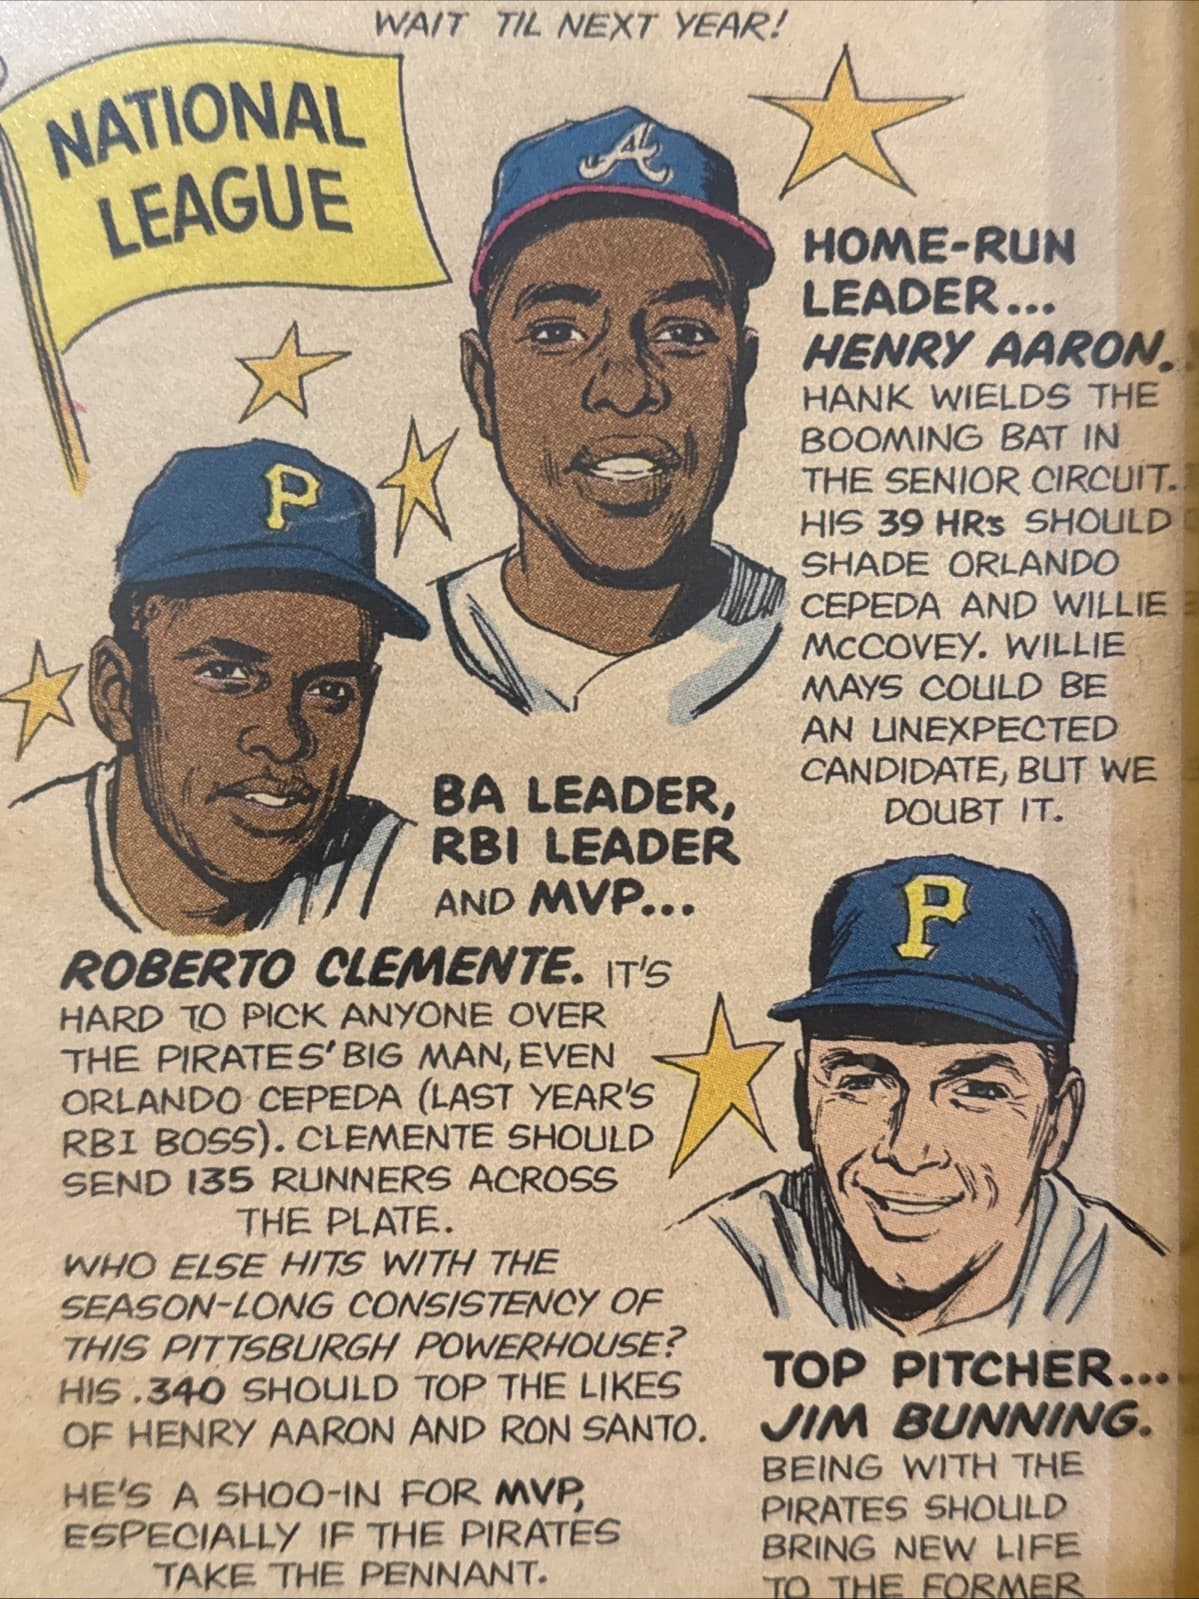 WAIT TIL NEXT YEAR!
NATIONAL
LEAGUE
A
HOME-RUN
LEADER...
HENRY AARON.
HANK WIELDS THE
BOOMING BAT IN
THE SENIOR CIRCUIT.
HIS 39 HRs SHOULD
SHADE ORLANDO
CEPEDA AND WILLIE
McCOVEY. WILLIE
MAYS COULD BE
AN UNEXPECTED
CANDIDATE, BUT WE
DOUBT IT.
P
BA LEADER,
RBI LEADER
AND MVP...
ROBERTO CLEMENTE. IT'S
HARD TO PICK ANYONE OVER
THE PIRATES' BIG MAN, EVEN
ORLANDO CEPEDA (LAST YEAR'S
RBI BOSS). CLEMENTE SHOULD
SEND 135 RUNNERS ACROSS
THE PLATE.
WHO ELSE HITS WITH THE
SEASON-LONG CONSISTENCY OF
THIS PITTSBURGH POWERHOUSE?
HIS .340 SHOULD TOP THE LIKES
OF HENRY AARON AND RON SANTO.
HE'S A SHOO-IN FOR MVP,
ESPECIALLY IF THE PIRATES
TAKE THE PENNANT.
P
TOP PITCHER...
JIM BUNNING.
BEING WITH THE
PIRATES SHOULD
BRING NEW LIFE
TO THE FORMER